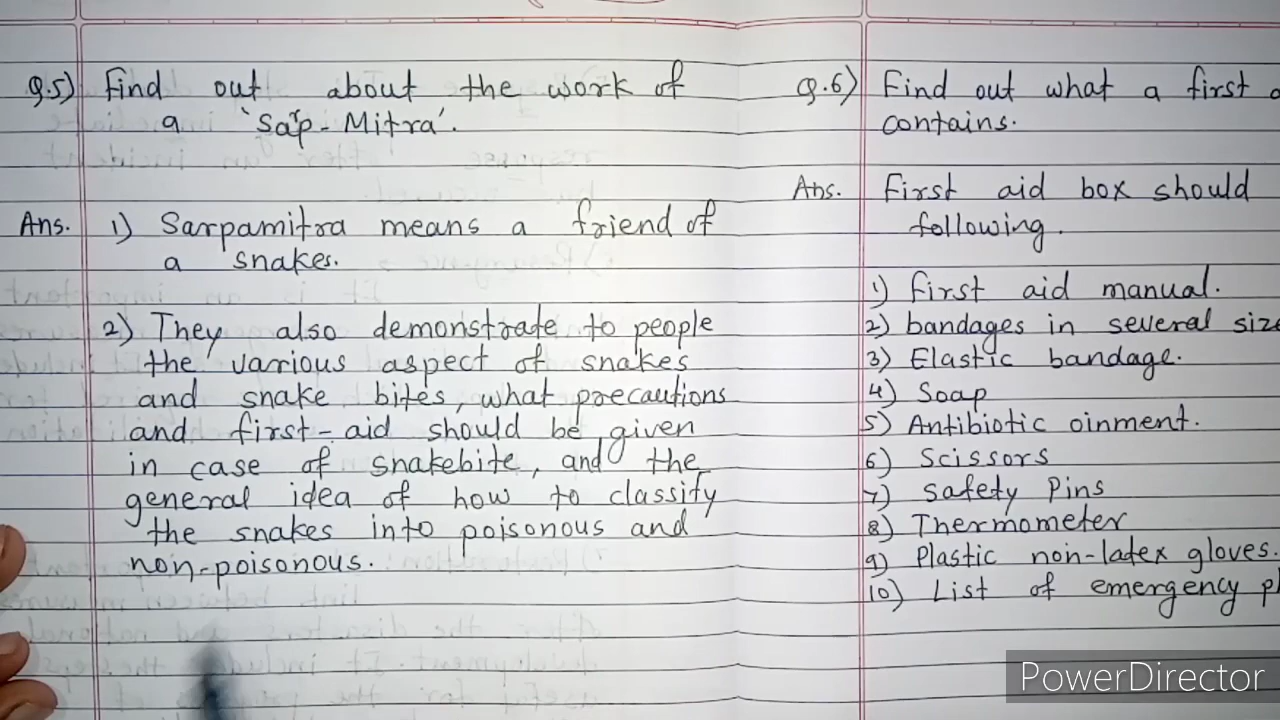 Q.5) Find out about the work of
a 'Sarp-Mitra'.
Ans. 1) Sarpamitra means a friend of
a snakes.
2) They also demonstrate to people
the various aspect of snakes
and snake bites, what precautions
and first-aid should be given
in case of snakebite, and the
general idea of how to classify
the snakes into poisonous and
non-poisonous.
Q.6) Find out what a first
contains.
Ans. First aid box should
following.
1) first aid manual.
2) bandages in several size
3) Elastic bandage.
4) Soap
5) Antibiotic oinment.
6) Scissors
7) Safety Pins
8) Thermometer
9) Plastic non-latex gloves.
10) List of emergency
PowerDirector